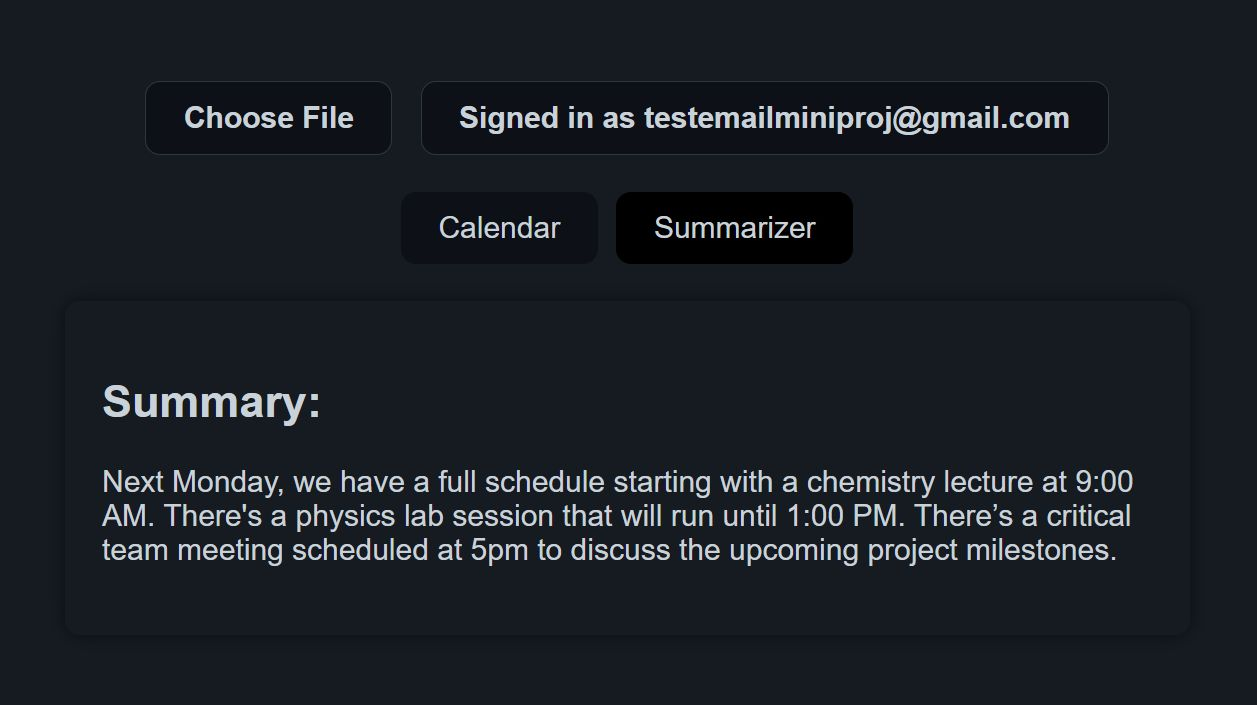 Choose File
Signed in as testemailminiproj@gmail.com
Calendar
Summarizer
Summary:
Next Monday, we have a full schedule starting with a chemistry lecture at 9:00
AM. There's a physics lab session that will run until 1:00 PM. There’s a critical
team meeting scheduled at 5pm to discuss the upcoming project milestones.